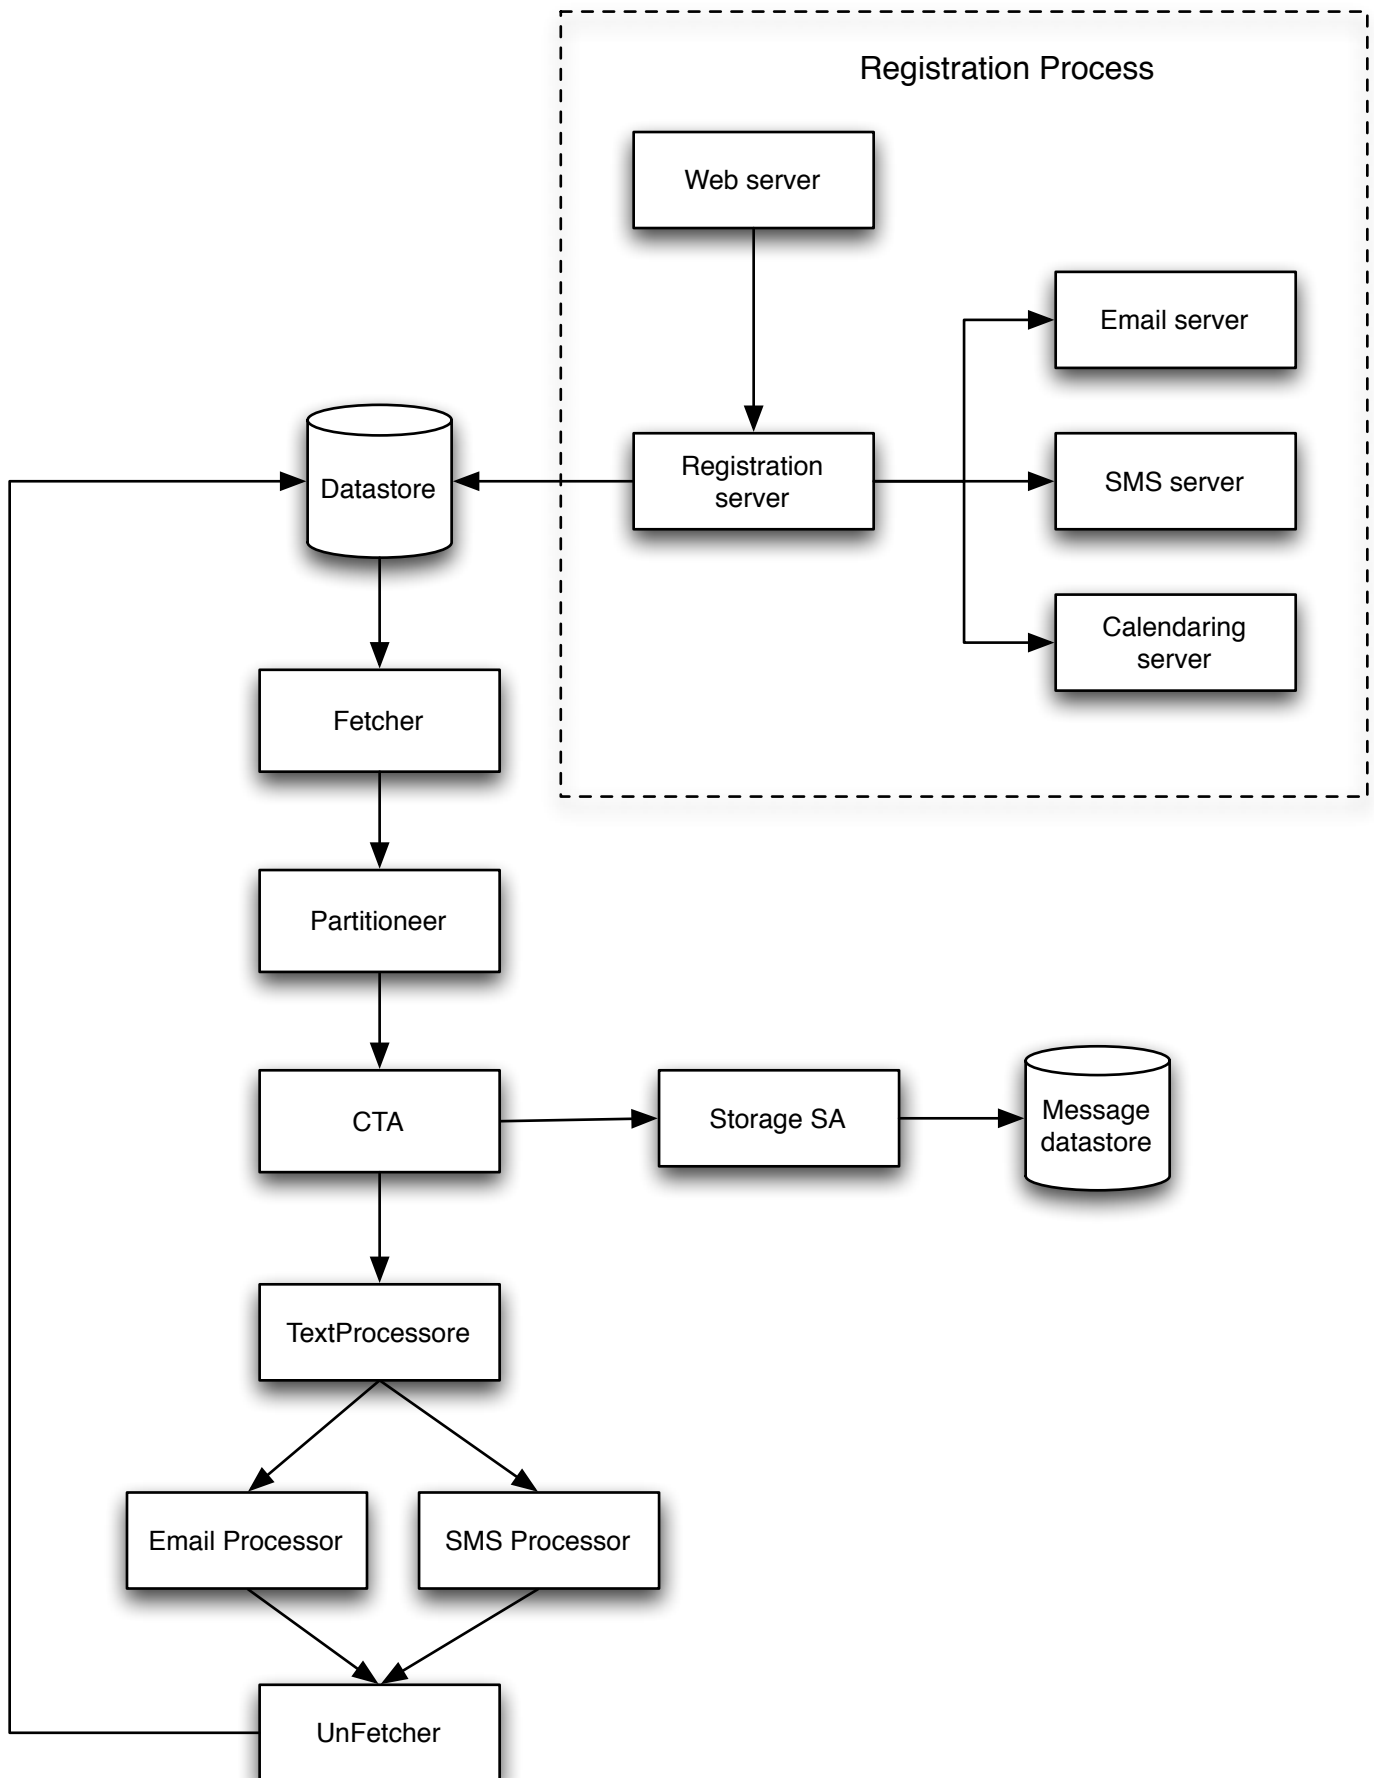 Registration Process
Web server
Email server
Registration
server
SMS server
Datastore
Calendaring
server
Fetcher
Partitioneer
CTA
Storage SA
Message
datastore
TextProcessore
Email Processor
SMS Processor
UnFetcher